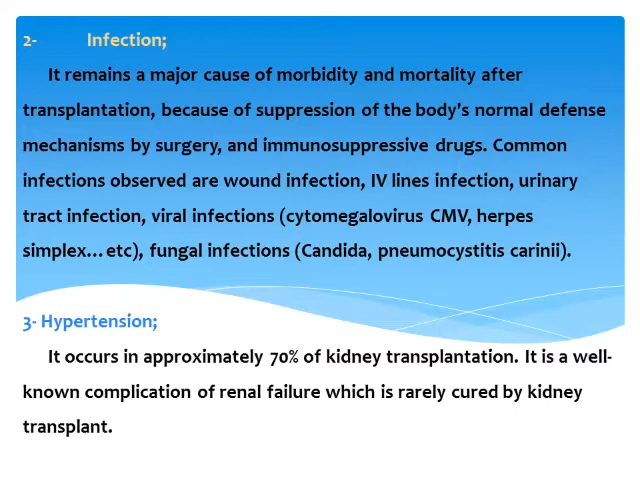 2- Infection;
It remains a major cause of morbidity and mortality after
transplantation, because of suppression of the body's normal defense
mechanisms by surgery, and immunosuppressive drugs. Common
infections observed are wound infection, IV lines infection, urinary
tract infection, viral infections (cytomegalovirus CMV, herpes
simplex...etc), fungal infections (Candida, pneumocystitis carinii).
3- Hypertension;
It occurs in approximately 70% of kidney transplantation. It is a well-
known complication of renal failure which is rarely cured by kidney
transplant.